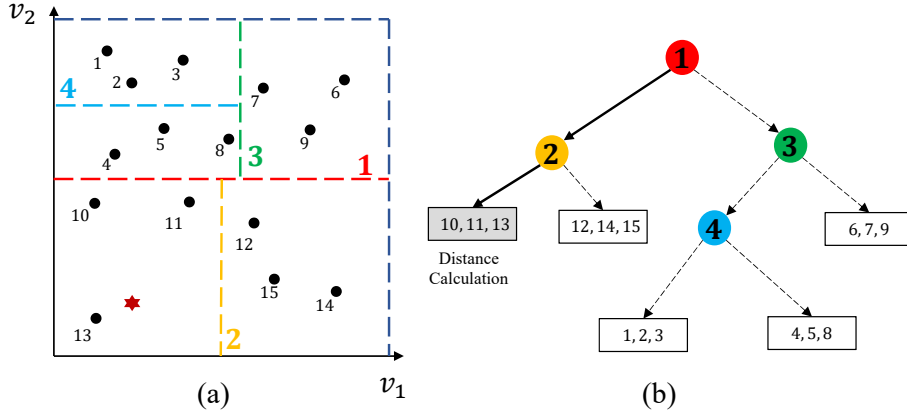 v₂
1
2
3
4
7
6
5
8
9
4
3
1
10
11
12
15
14
13
2
v₁
(a)
1
2
3
10, 11, 13
12, 14, 15
4
6, 7, 9
Distance
Calculation
1, 2, 3
4, 5, 8
(b)